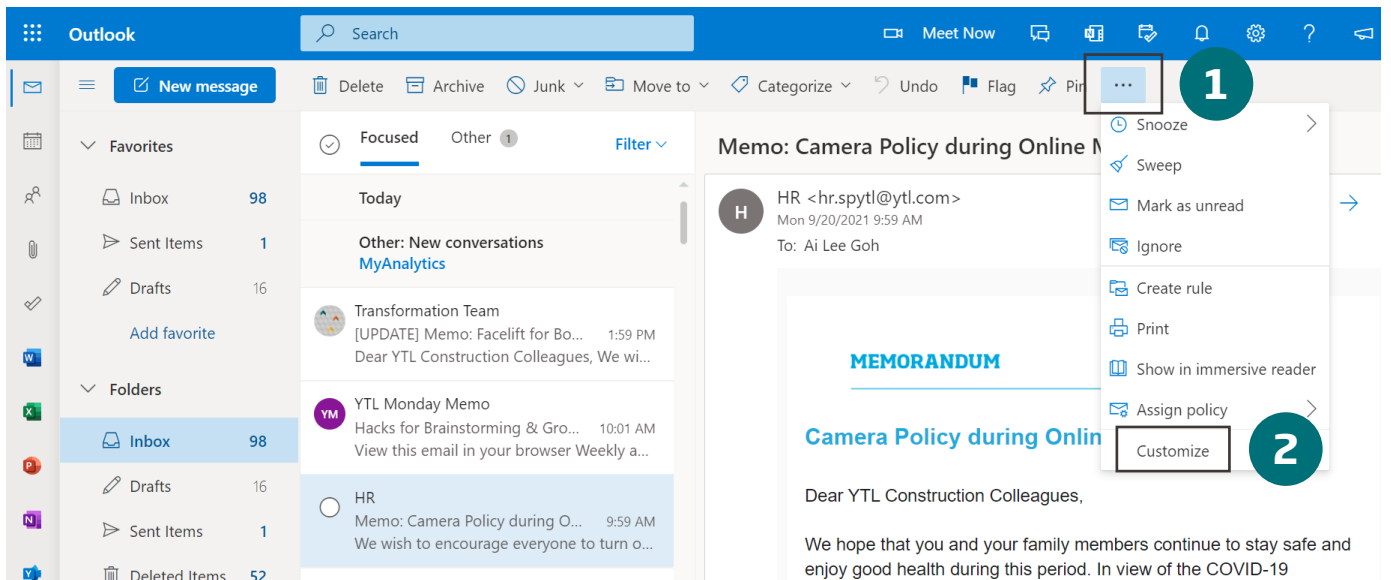 Outlook
Search
Meet Now
New message
Delete
Archive
Junk
Move to
Categorize
Undo
Flag
1
Favorites
Inbox 98
Sent Items 1
Drafts 16
Add favorite
Folders
Inbox 98
Drafts 16
Sent Items 1
Deleted Items 52
Focused
Other 1
Filter
Today
Other: New conversations
MyAnalytics
Transformation Team
[UPDATE] Memo: Facelift for Bo... 1:59 PM
Dear YTL Construction Colleagues, We wi...
YM
YTL Monday Memo
Hacks for Brainstorming & Gro... 10:01 AM
View this email in your browser Weekly a...
HR
Memo: Camera Policy during O... 9:59 AM
We wish to encourage everyone to turn o...
Memo: Camera Policy during Online
H
HR <hr.spytl@ytl.com>
Mon 9/20/2021 9:59 AM
To: Ai Lee Goh
MEMORANDUM
Camera Policy during Onlin
Dear YTL Construction Colleagues,
We hope that you and your family members continue to stay safe and
enjoy good health during this period. In view of the COVID-19
Snooze
Sweep
Mark as unread
Ignore
Create rule
Print
Show in immersive reader
Assign policy
Customize
2